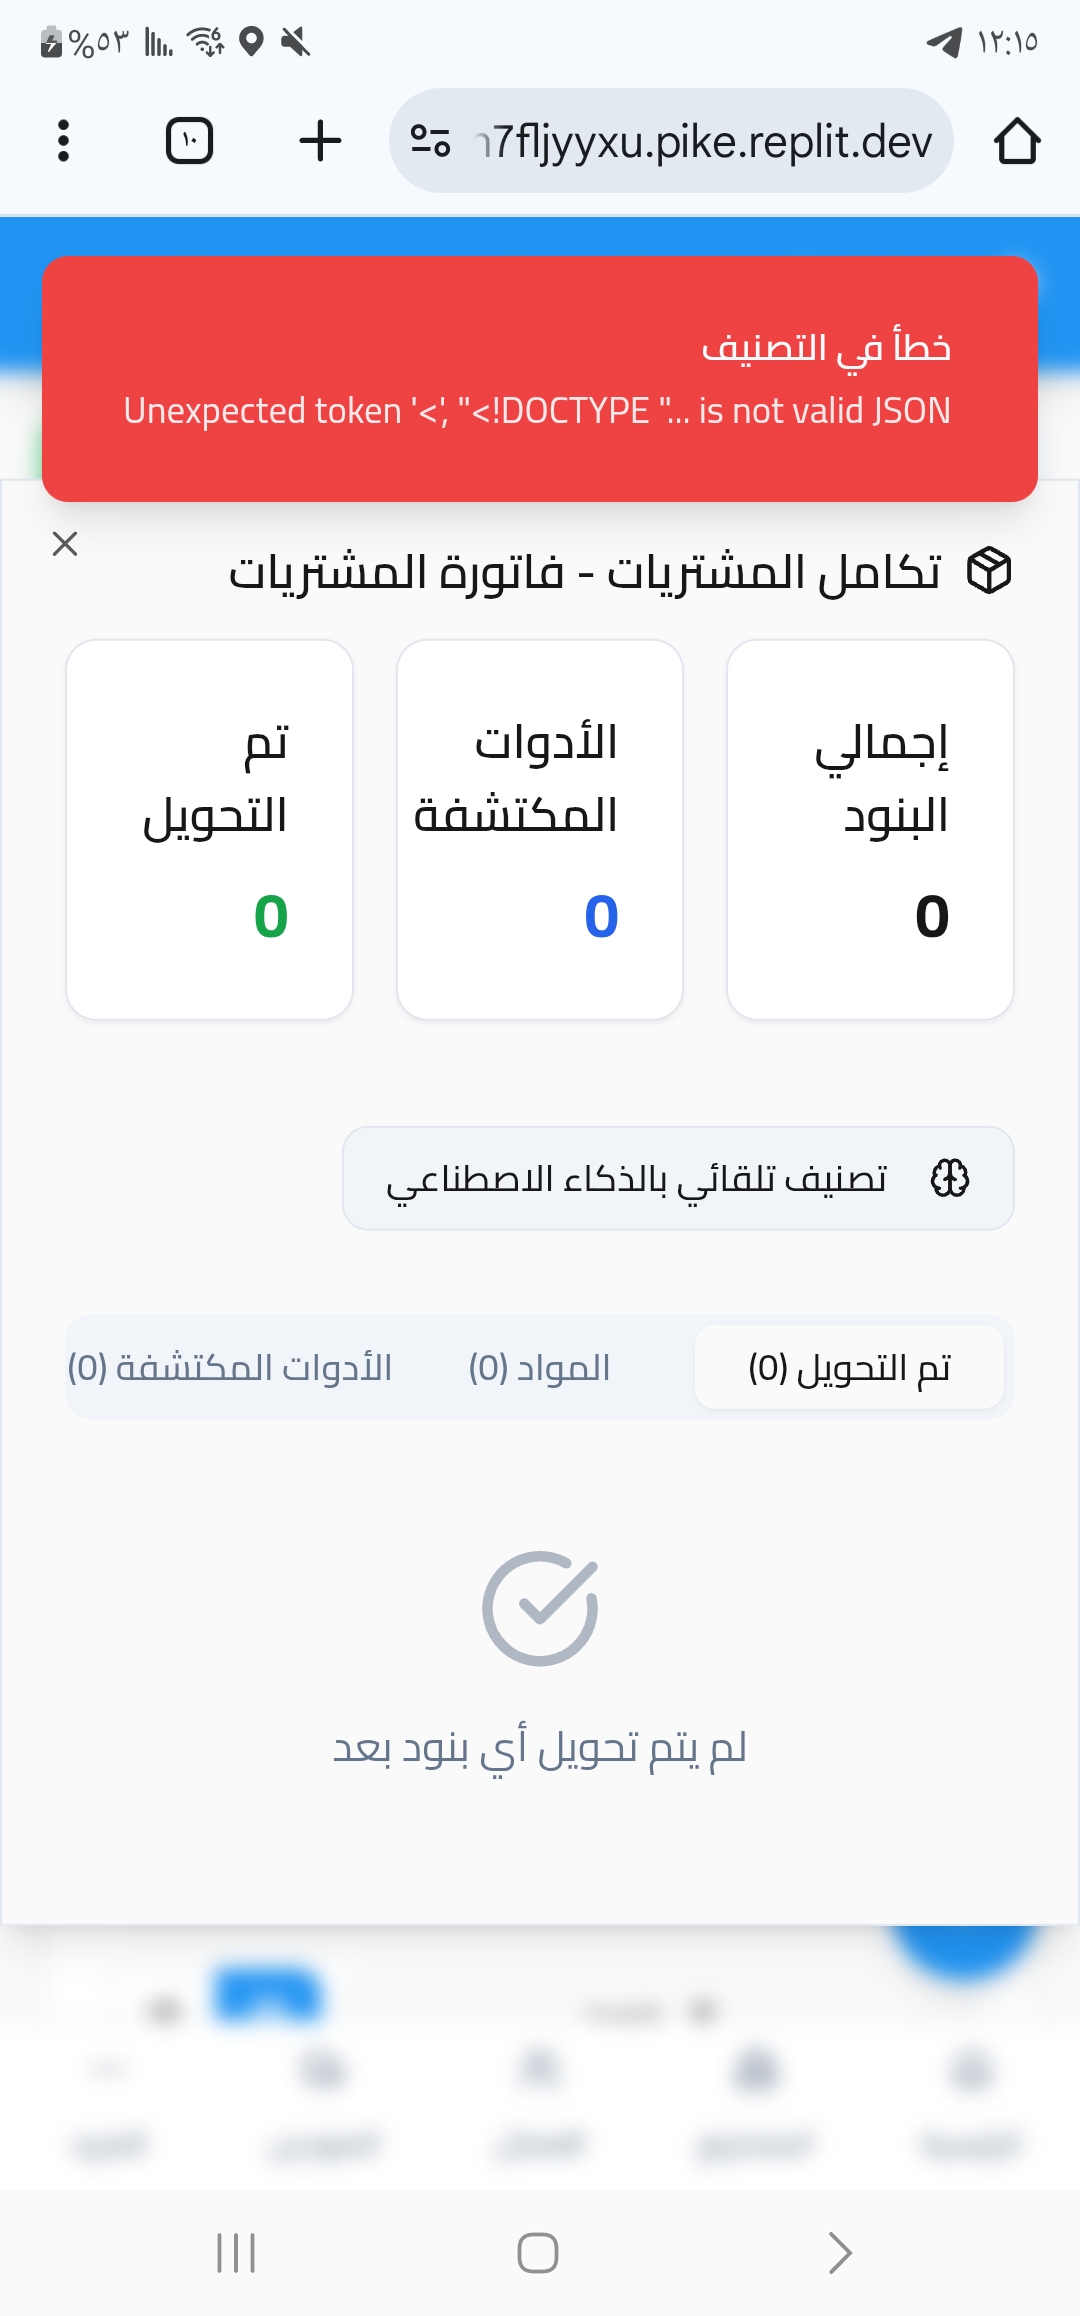 %٥٣
6
١٢:١٥
١٠
n7fljyyxu.pike.replit.dev
خطأ في التصنيف
Unexpected token '<', "<!DOCTYPE "... is not valid JSON
تكامل المشتريات - فاتورة المشتريات
إجمالي
البنود
0
الأدوات
المكتشفة
0
تم
التحويل
0
تصنيف تلقائي بالذكاء الاصطناعي
تم التحويل (0)
المواد (0)
الأدوات المكتشفة (0)
لم يتم تحويل أي بنود بعد